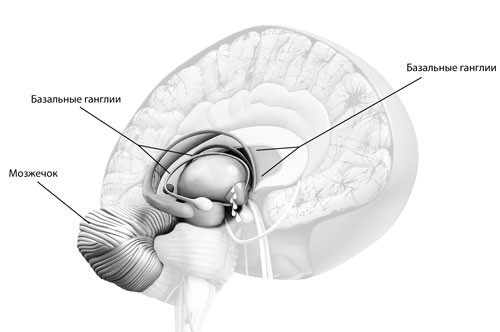 Базальные ганглии
Базальные ганглии
Мозжечок